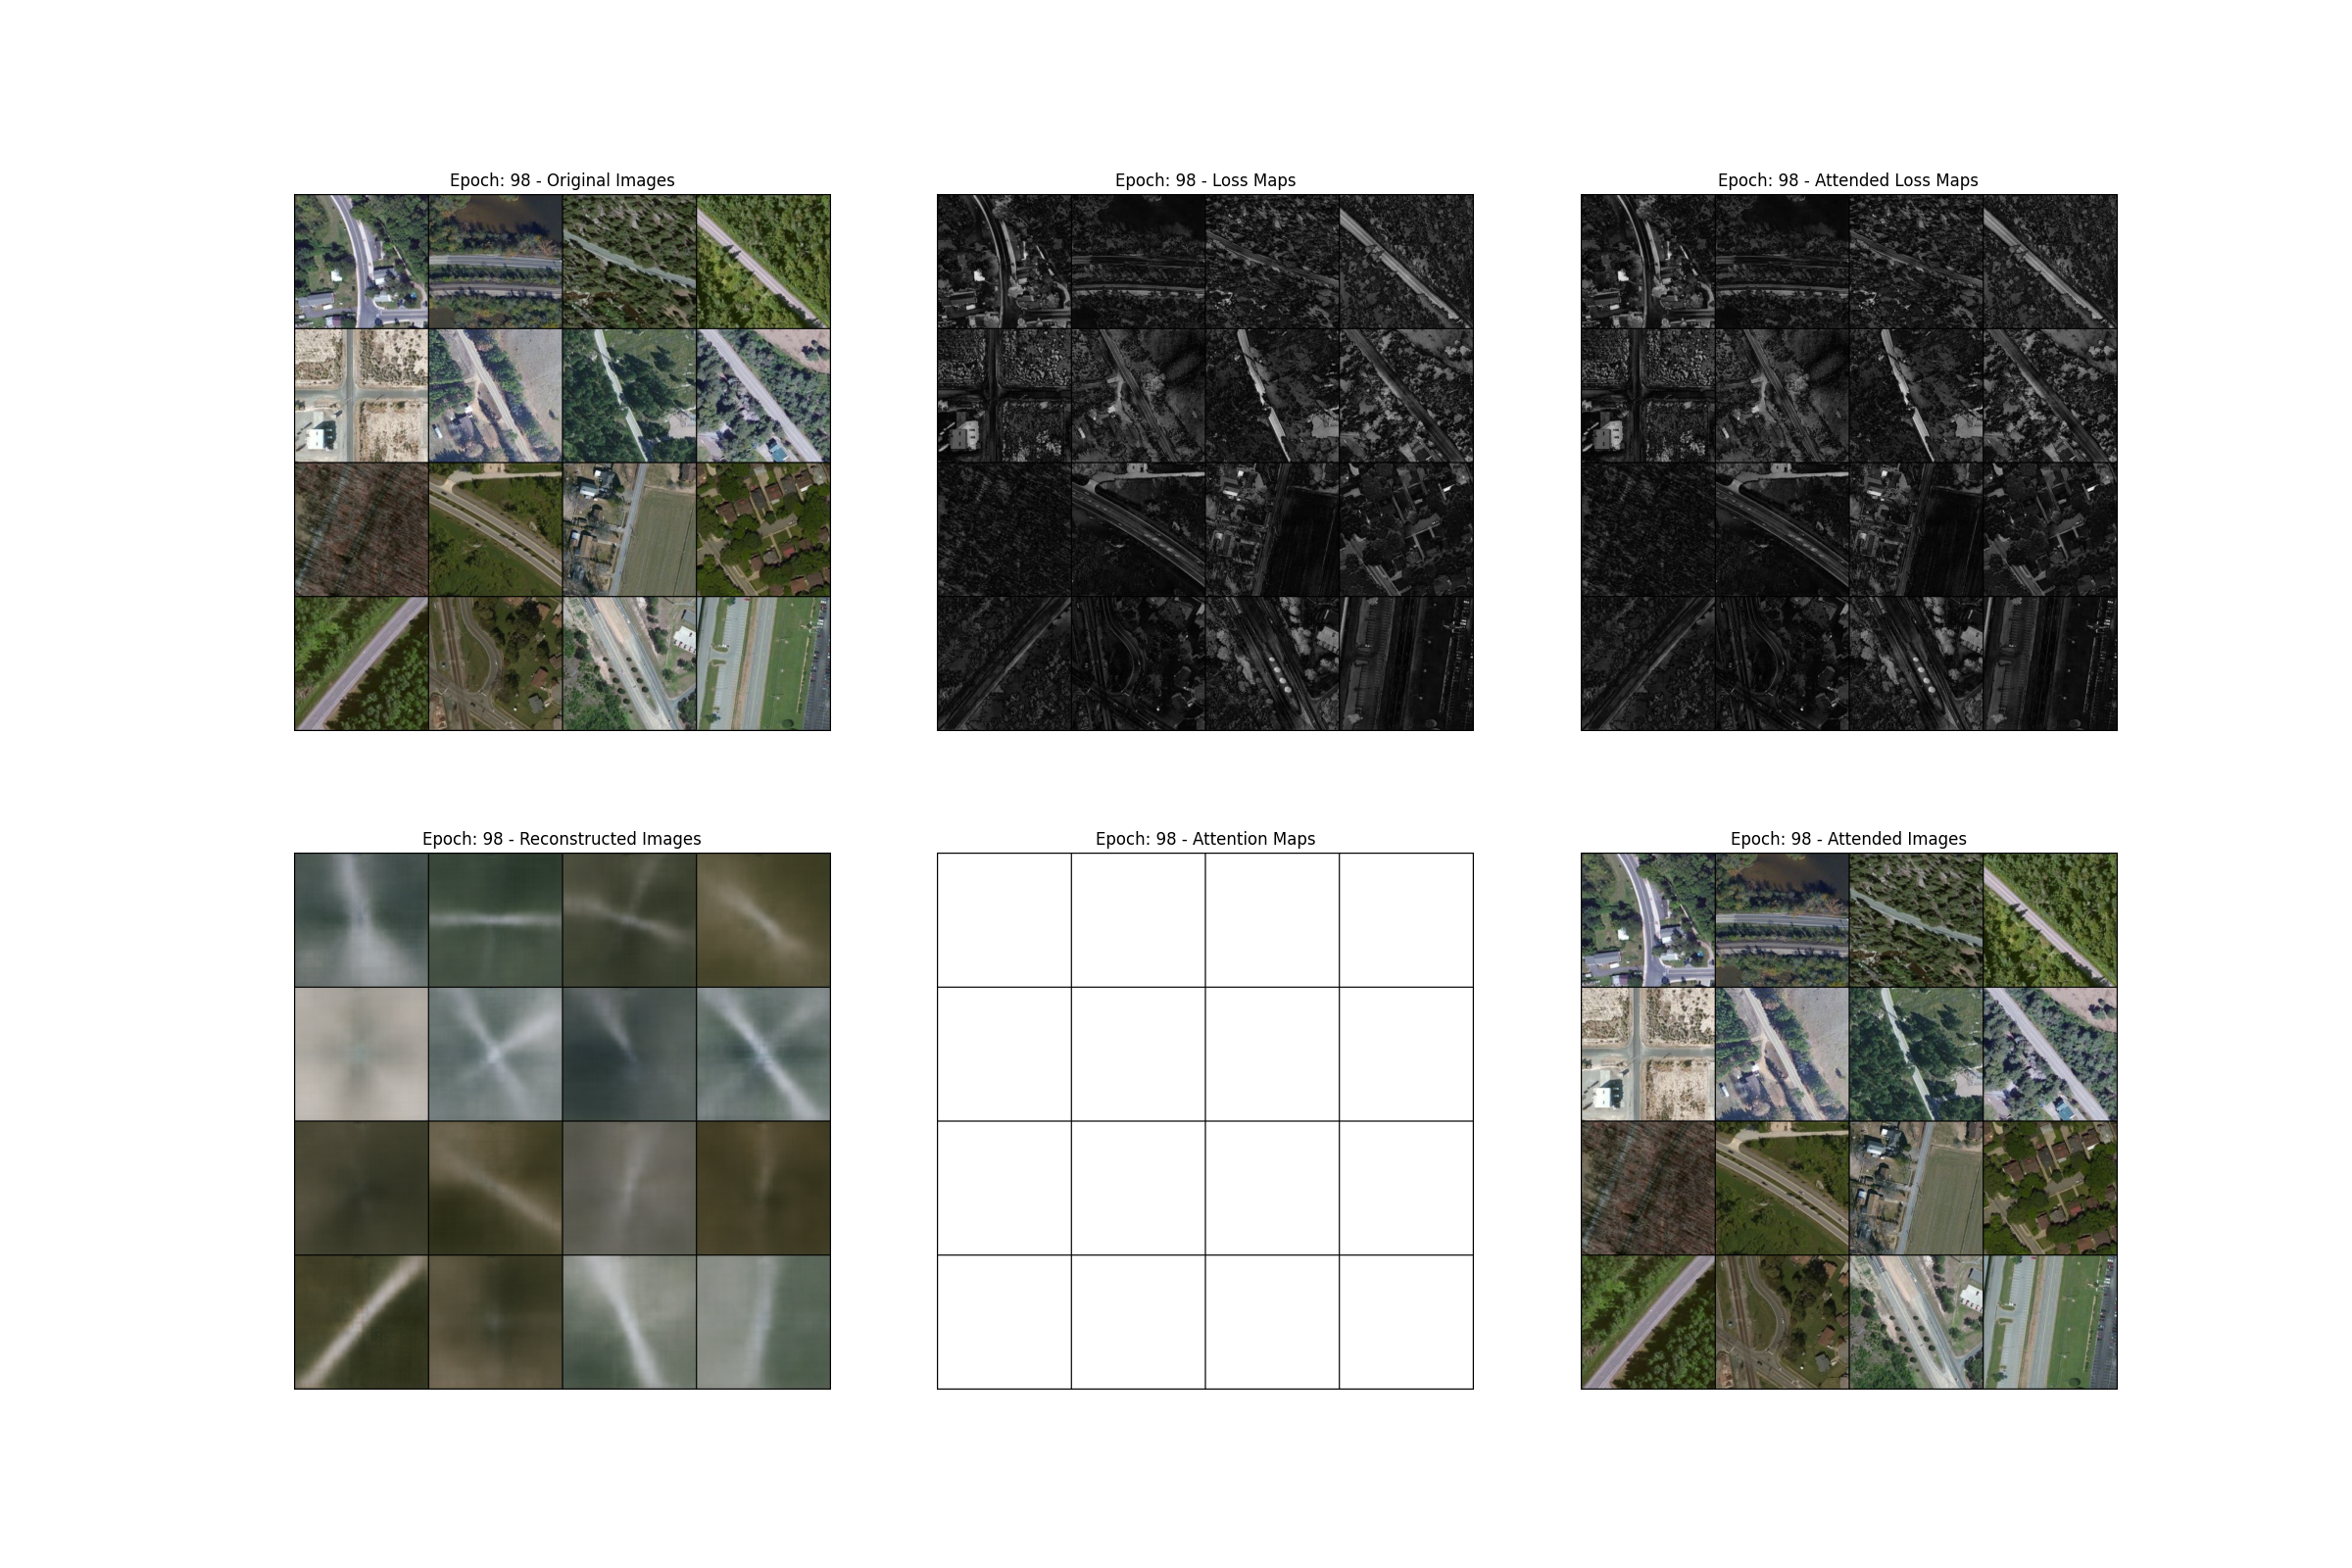 Epoch: 98 - Original Images
Epoch: 98 - Loss Maps
Epoch: 98 - Attended Loss Maps
Epoch: 98 - Reconstructed Images
Epoch: 98 - Attention Maps
Epoch: 98 - Attended Images